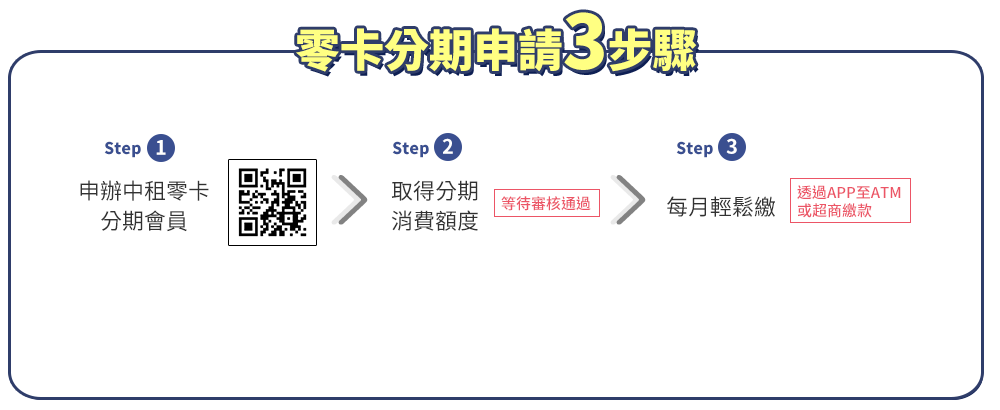 零卡分期申請3步驟
Step 1
申辦中租零卡
分期會員
Step 2
取得分期
消費額度
等待審核通過
Step 3
每月輕鬆繳
透過APP至ATM
或超商繳款